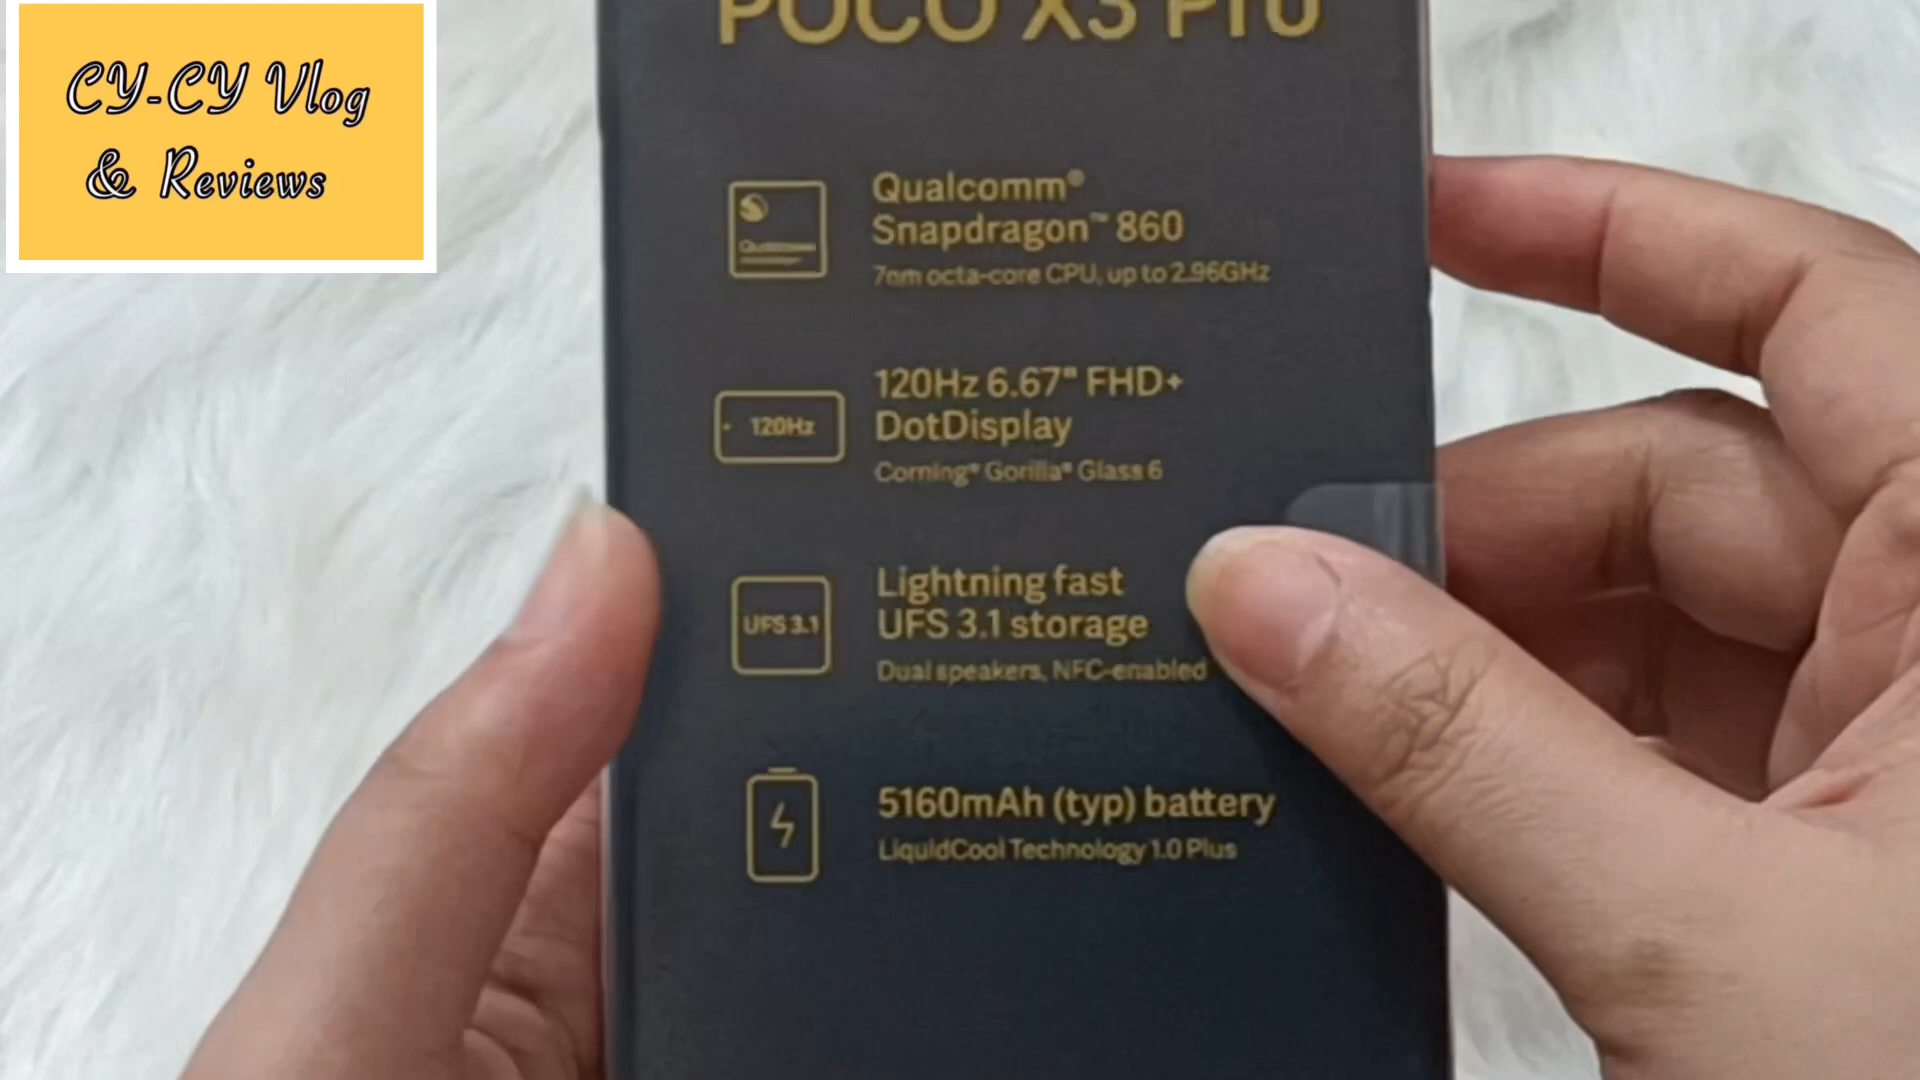 CY-CY Vlog
& Reviews
POCO X3 Pro
Qualcomm®
Snapdragon™ 860
7nm octa-core CPU, up to 2.96GHz
120Hz
120Hz 6.67" FHD+
DotDisplay
Corning® Gorilla® Glass 6
UFS 3.1
Lightning fast
UFS 3.1 storage
Dual speakers, NFC-enabled
5160mAh (typ) battery
LiquidCool Technology 1.0 Plus